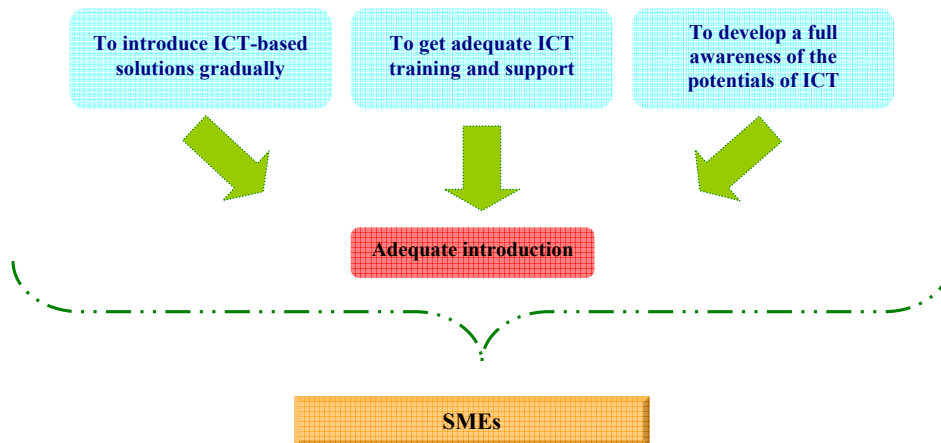 To introduce ICT-based
solutions gradually
To get adequate ICT
training and support
To develop a full
awareness of the
potentials of ICT
Adequate introduction
SMEs